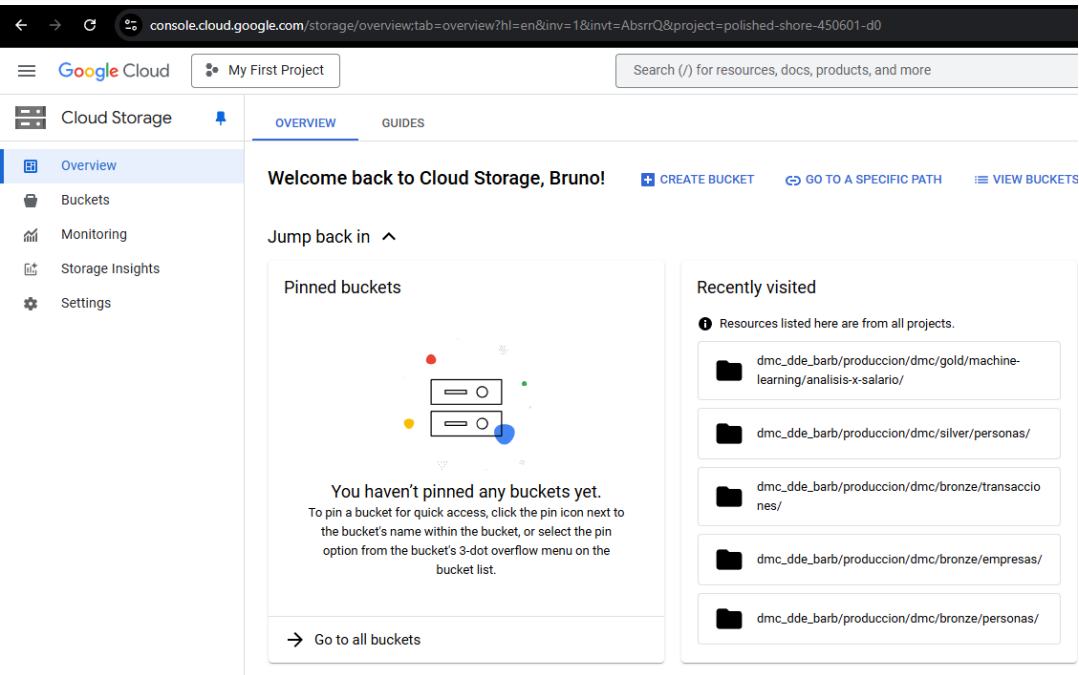 console.cloud.google.com/storage/overview;tab=overview?hl=en&inv=1&invt=AbsrrQ&project=polished-shore-450601-d0
Google Cloud
My First Project
Search (/) for resources, docs, products, and more
Cloud Storage
OVERVIEW
GUIDES
Overview
Buckets
Monitoring
Storage Insights
Settings
Welcome back to Cloud Storage, Bruno!
CREATE BUCKET
GO TO A SPECIFIC PATH
VIEW BUCKETS
Jump back in
Pinned buckets
You haven't pinned any buckets yet.
To pin a bucket for quick access, click the pin icon next to
the bucket's name within the bucket, or select the pin
option from the bucket's 3-dot overflow menu on the
bucket list.
Go to all buckets
Recently visited
Resources listed here are from all projects.
dmc_dde_barb/produccion/dmc/gold/machine-
learning/analisis-x-salario/
dmc_dde_barb/produccion/dmc/silver/personas/
dmc_dde_barb/produccion/dmc/bronze/transaccio
nes/
dmc_dde_barb/produccion/dmc/bronze/empresas/
dmc_dde_barb/produccion/dmc/bronze/personas/